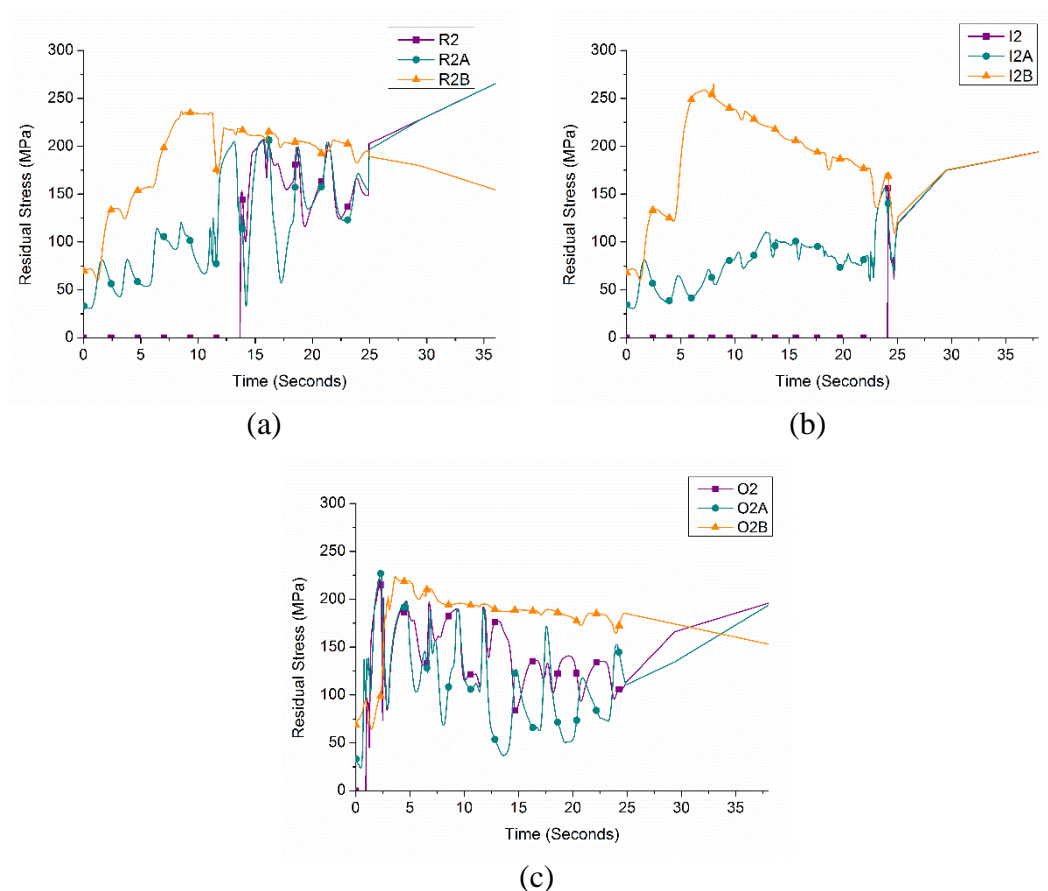 R2
R2A
R2B
Residual Stress (MPa)
300
250
200
150
100
50
0
0 5 10 15 20 25 30 35
Time (Seconds)
(a)
I2
I2A
I2B
Residual Stress (MPa)
300
250
200
150
100
50
0
0 5 10 15 20 25 30 35
Time (Seconds)
(b)
O2
O2A
O2B
Residual Stress (MPa)
300
250
200
150
100
50
0
0 5 10 15 20 25 30 35
Time (Seconds)
(c)